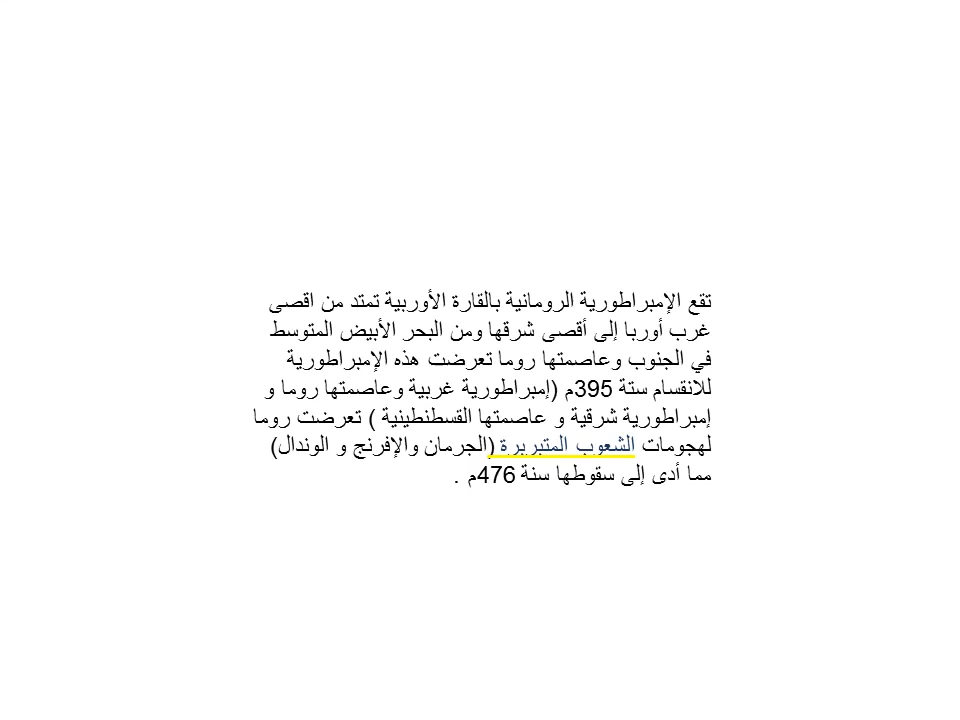 تقع الإمبراطورية الرومانية بالقارة الأوربية تمتد من اقصى
غرب أوربا إلى أقصى شرقها ومن البحر الأبيض المتوسط
في الجنوب وعاصمتها روما تعرضت هذه الإمبراطورية
للانقسام ستة 395م (إمبراطورية غربية وعاصمتها روما و
إمبراطورية شرقية و عاصمتها القسطنطينية ) تعرضت روما
لهجومات الشعوب المتبربرة (الجرمان والإفرنج و الوندال)
مما أدى إلى سقوطها سنة 476م .